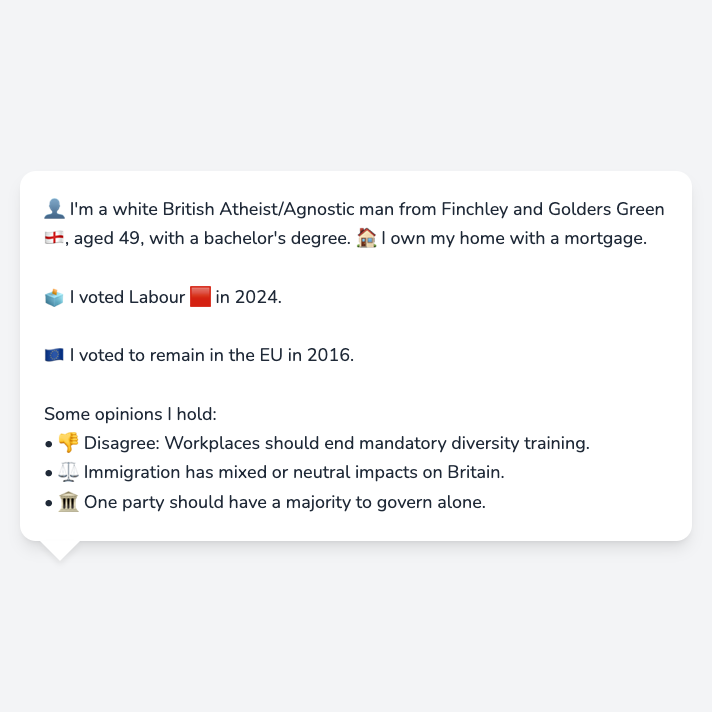 👤 I'm a white British Atheist/Agnostic man from Finchley and Golders Green
🏴󠁧󠁢󠁥󠁮󠁧󠁿, aged 49, with a bachelor's degree. 🏠 I own my home with a mortgage.
🗳️ I voted Labour 🟥 in 2024.
🇪🇺 I voted to remain in the EU in 2016.
Some opinions I hold:
• 👎 Disagree: Workplaces should end mandatory diversity training.
• ⚖️ Immigration has mixed or neutral impacts on Britain.
• 🏛️ One party should have a majority to govern alone.